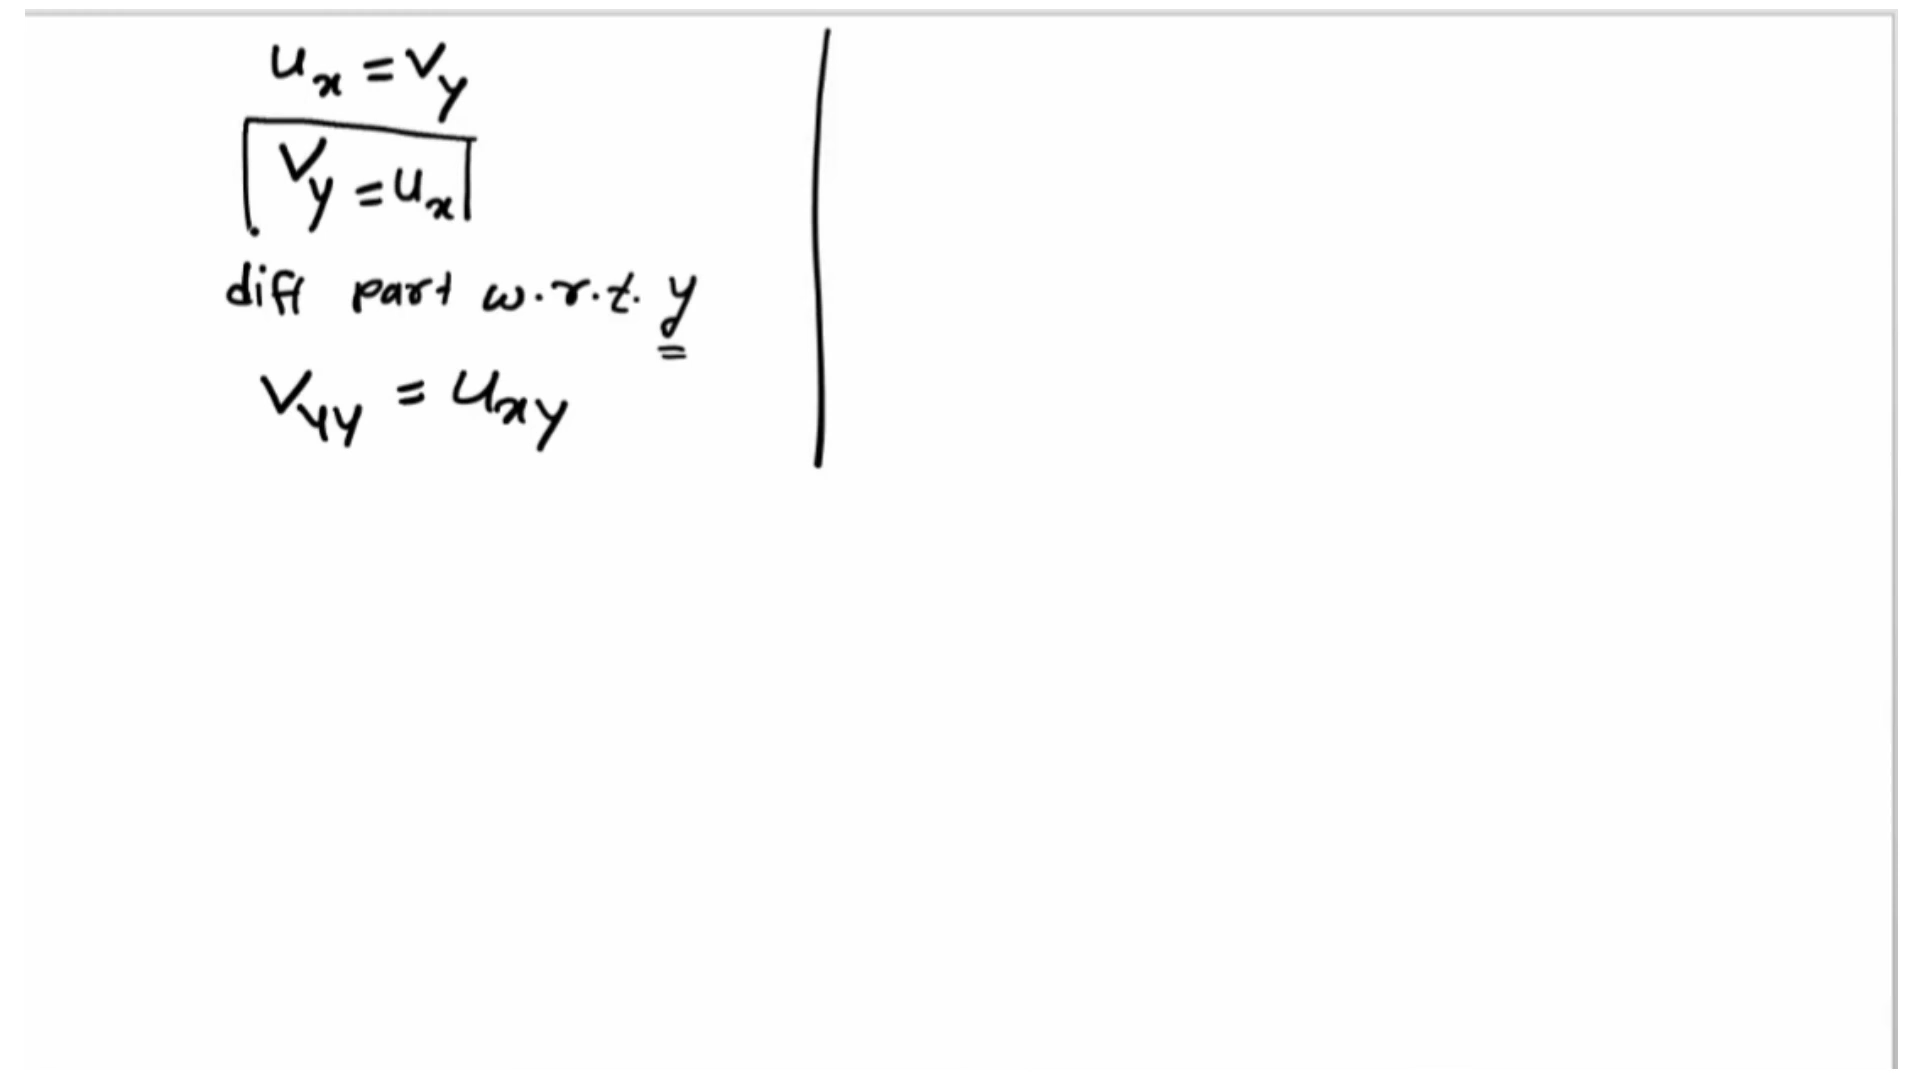 u_x = v_y
v_y = u_x
diff part w.r.t. y
v_yy = u_xy